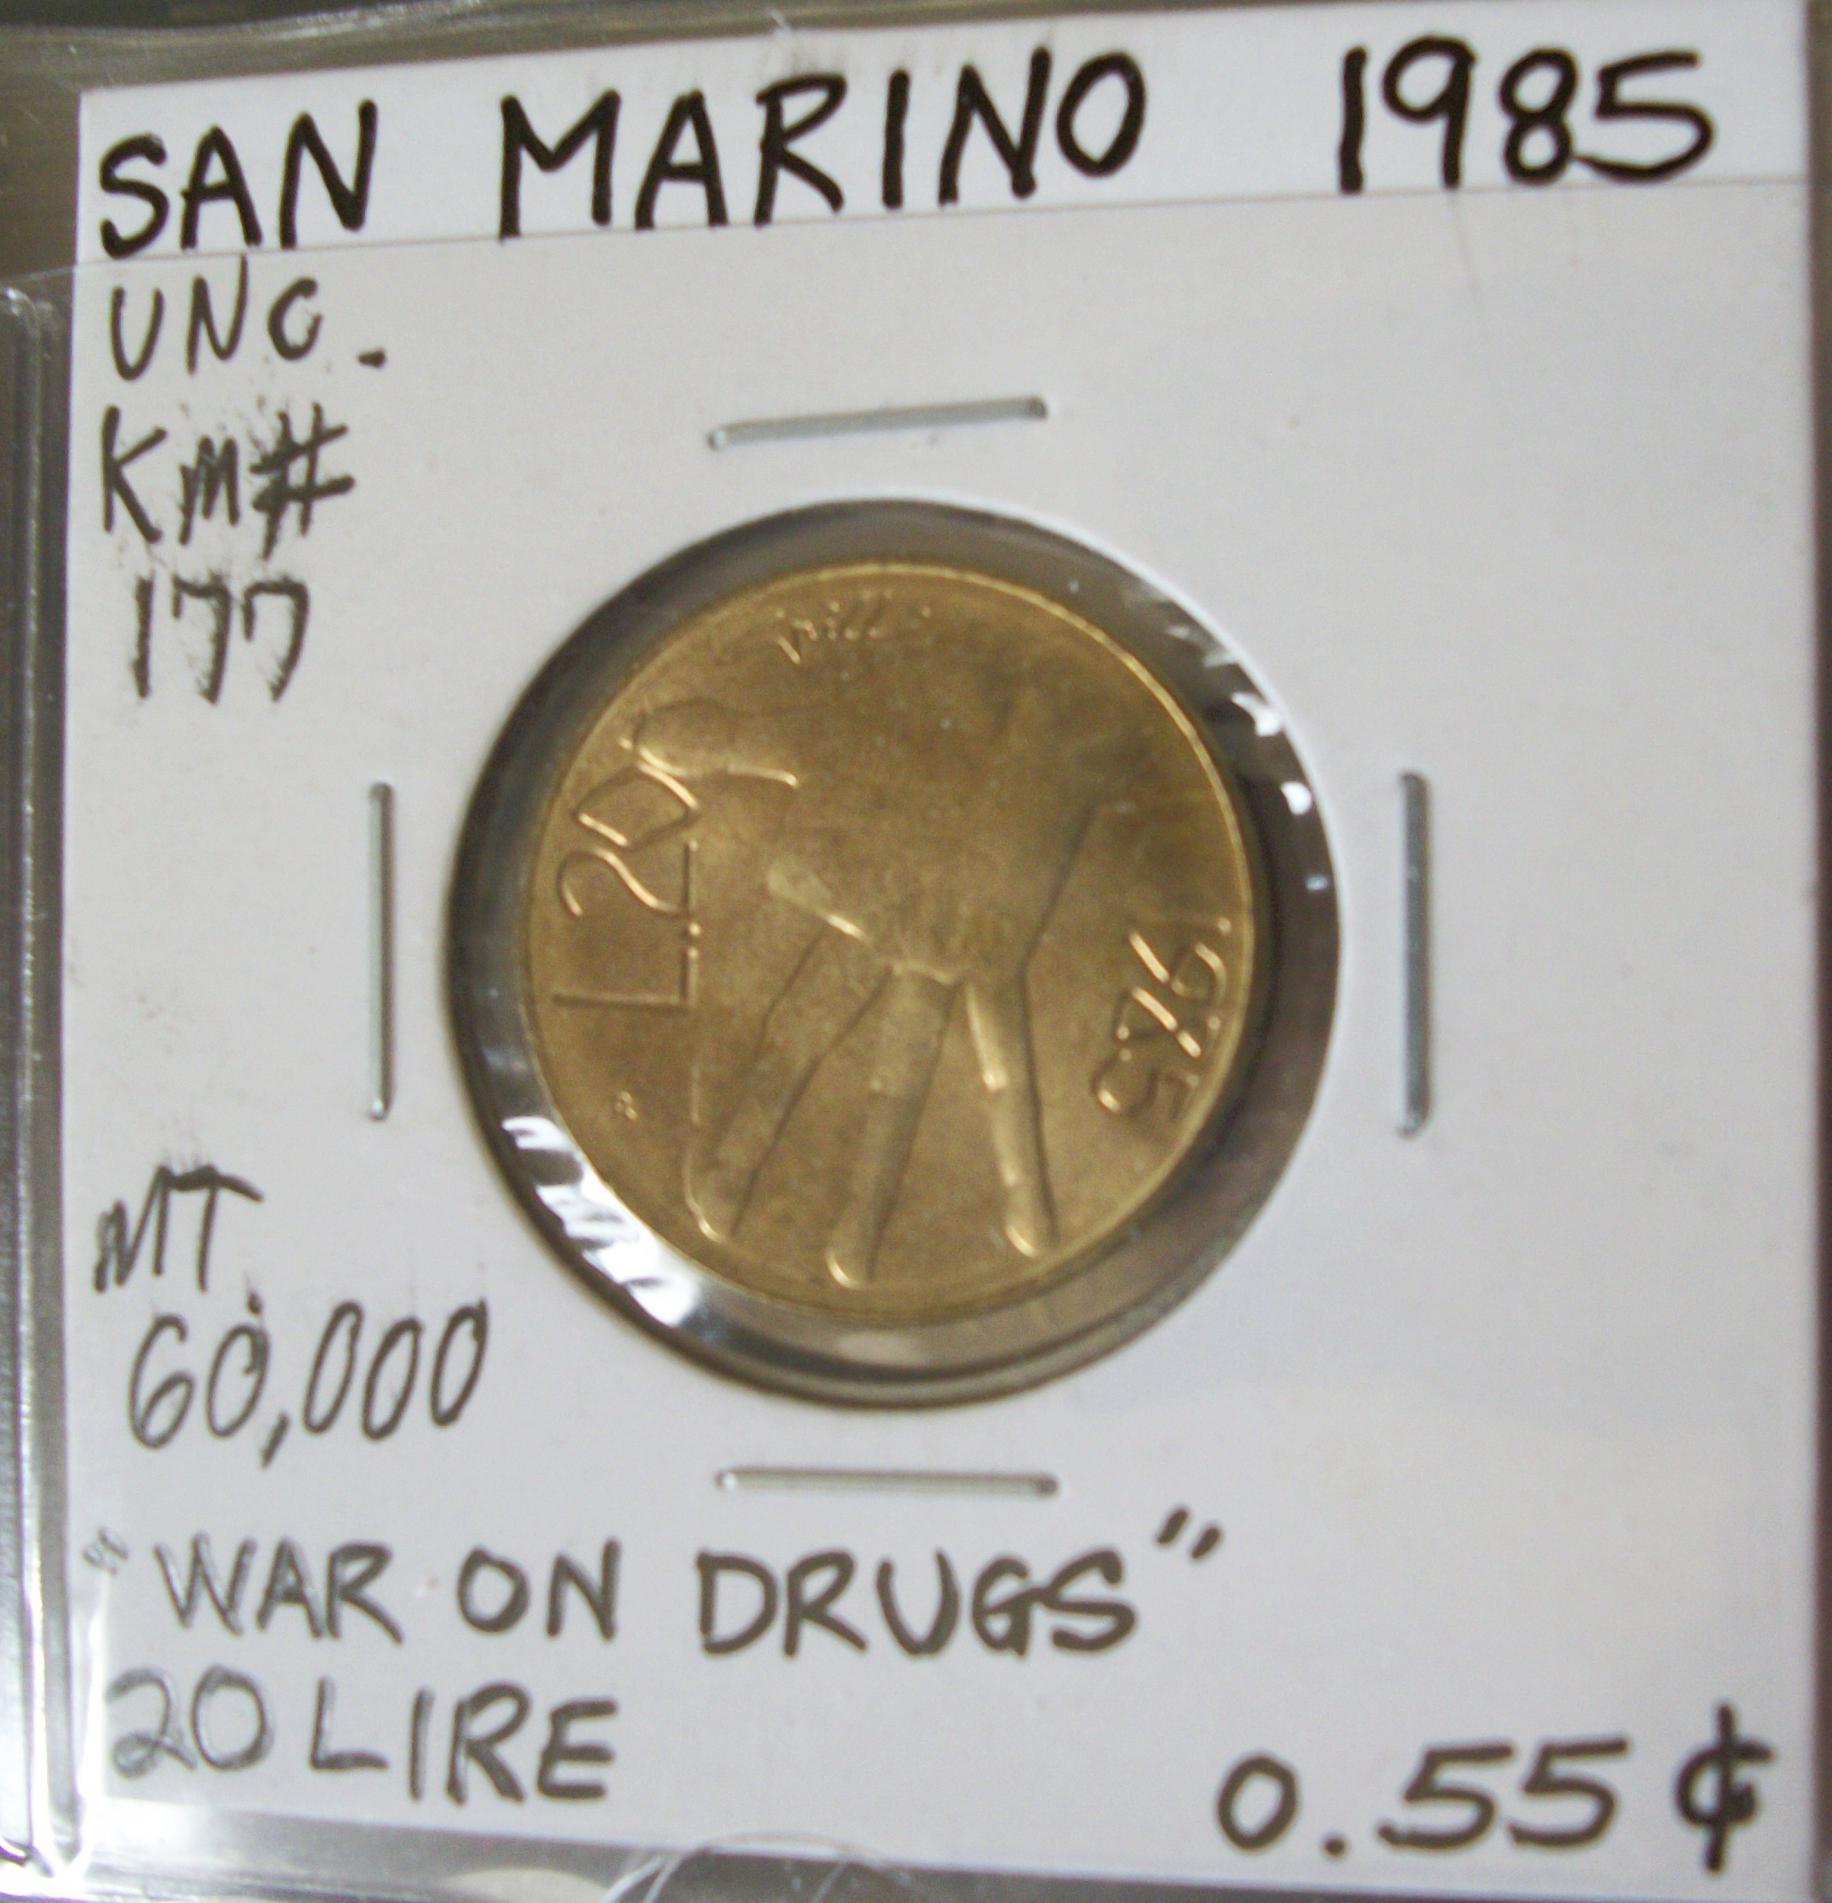 SAN MARINO 1985
UNC.
KM#
177
L.20
1985
MT
60,000
"WAR ON DRUGS"
20 LIRE
0.55 ¢